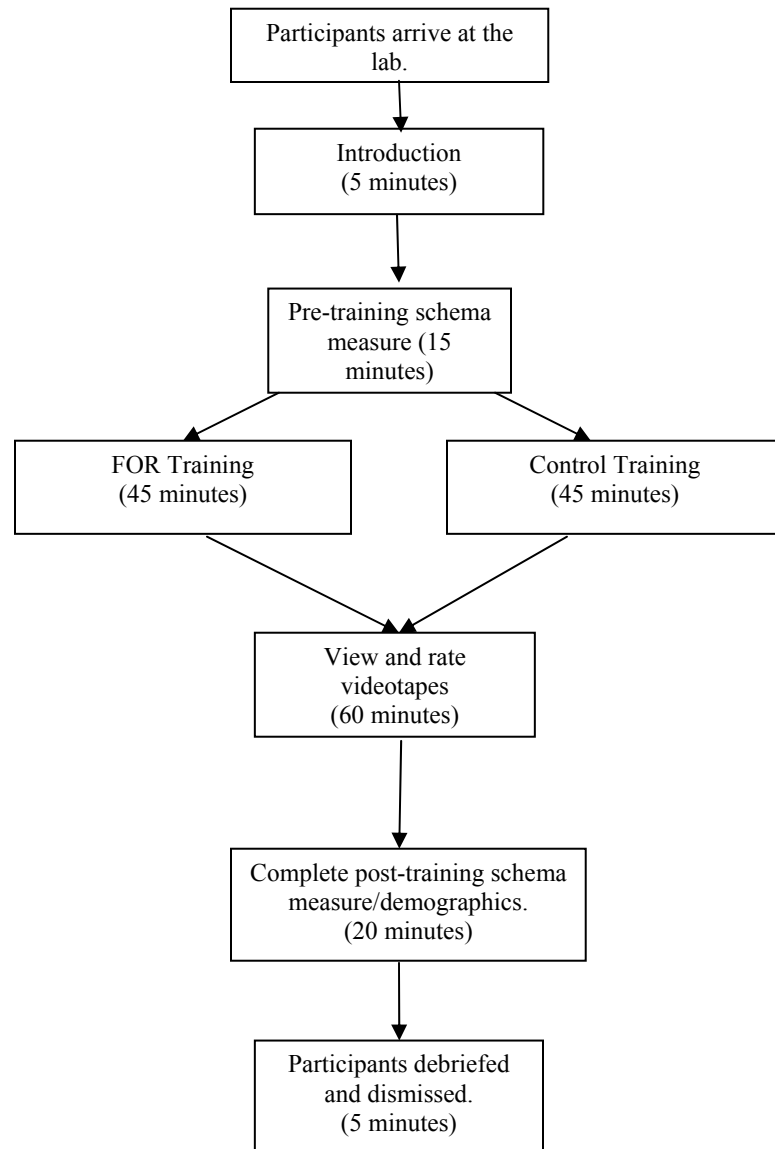 Participants arrive at the
lab.
Introduction
(5 minutes)
Pre-training schema
measure (15
minutes)
FOR Training
(45 minutes)
Control Training
(45 minutes)
View and rate
videotapes
(60 minutes)
Complete post-training schema
measure/demographics.
(20 minutes)
Participants debriefed
and dismissed.
(5 minutes)